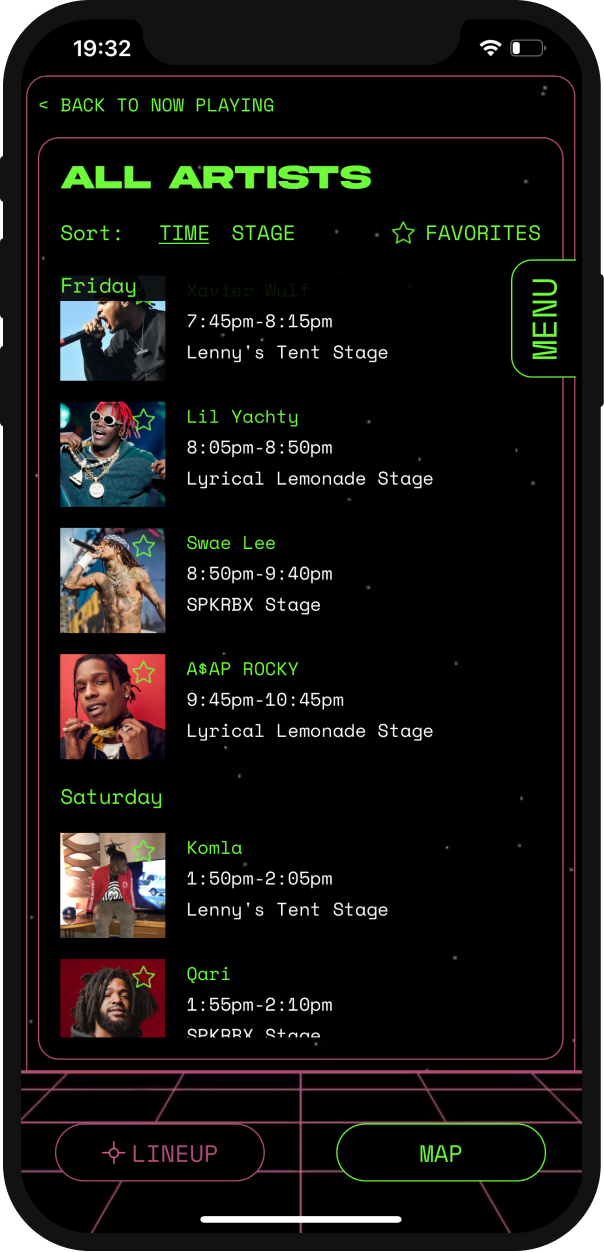 19:32
< BACK TO NOW PLAYING
ALL ARTISTS
Sort: TIME STAGE FAVORITES
Friday
Xavier Wulf
7:45pm-8:15pm
Lenny's Tent Stage
MENU
Lil Yachty
8:05pm-8:50pm
Lyrical Lemonade Stage
Swae Lee
8:50pm-9:40pm
SPKRBX Stage
A$AP ROCKY
9:45pm-10:45pm
Lyrical Lemonade Stage
Saturday
Komla
1:50pm-2:05pm
Lenny's Tent Stage
Qari
1:55pm-2:10pm
SPKRBX Stage
LINEUP
MAP